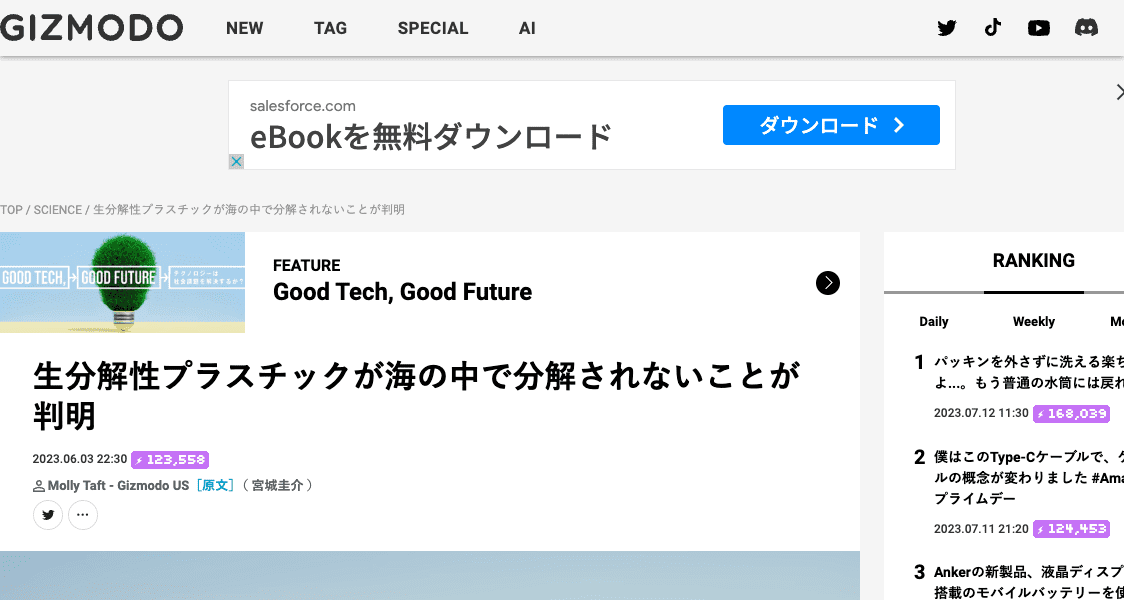 GIZMODO
NEW TAG SPECIAL AI
salesforce.com
eBookを無料ダウンロード
ダウンロード
TOP / SCIENCE / 生分解性プラスチックが海の中で分解されないことが判明
GOOD TECH, GOOD FUTURE
テクノロジーは
社会課題を解決するか?
FEATURE
Good Tech, Good Future
生分解性プラスチックが海の中で分解されないことが
判明
2023.06.03 22:30 123,558
Molly Taft - Gizmodo US [原文] ( 宮城圭介 )
RANKING
Daily Weekly
1 パッキンを外さずに洗える楽ち
よ...。もう普通の水筒には戻れ
2023.07.12 11:30 168,039
2 僕はこのType-Cケーブルで、ケ
ルの概念が変わりました #Ama
プライムデー
2023.07.11 21:20 124,453
3 Ankerの新製品、液晶ディスプ
搭載のモバイルバッテリーを使